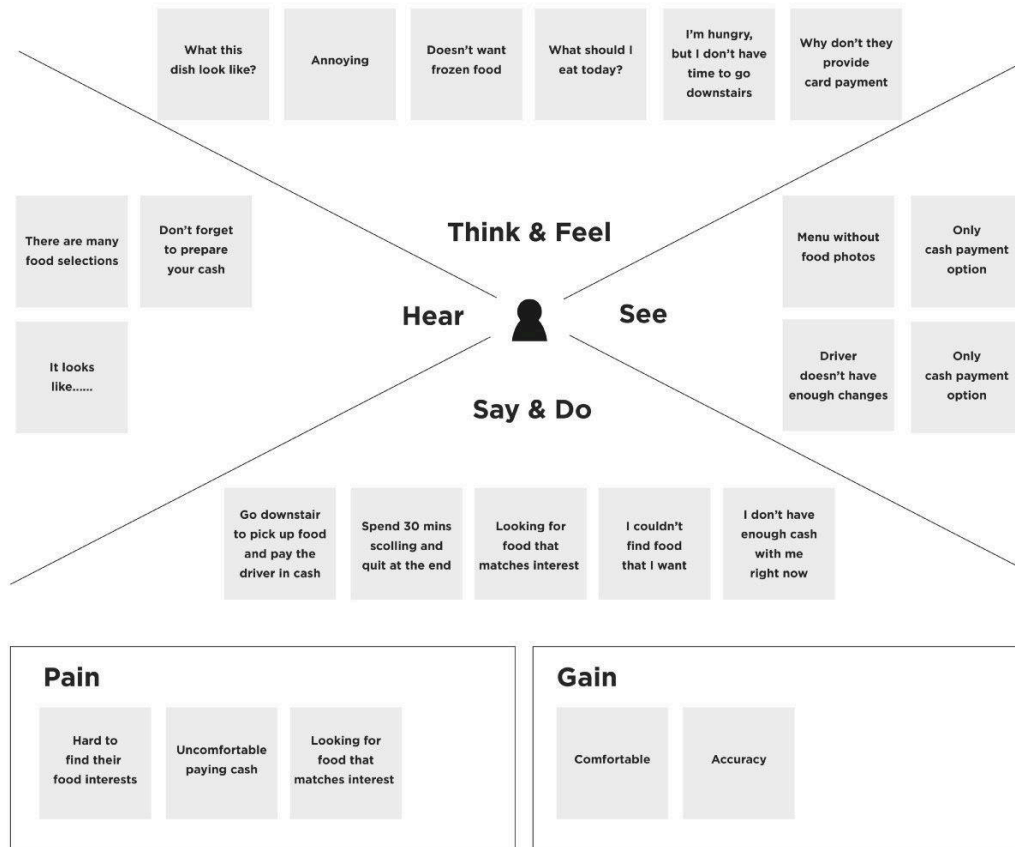 What this
dish look like?
Annoying
Doesn't want
frozen food
What should I
eat today?
I'm hungry,
but I don't have
time to go
downstairs
Why don't they
provide
card payment
Think & Feel
There are many
food selections
Don't forget
to prepare
your cash
It looks
like......
Hear
See
Menu without
food photos
Only
cash payment
option
Driver
doesn't have
enough changes
Only
cash payment
option
Say & Do
Go downstair
to pick up food
and pay the
driver in cash
Spend 30 mins
scolling and
quit at the end
Looking for
food that
matches interest
I couldn't
find food
that I want
I don't have
enough cash
with me
right now
Pain
Hard to
find their
food interests
Uncomfortable
paying cash
Looking for
food that
matches interest
Gain
Comfortable
Accuracy